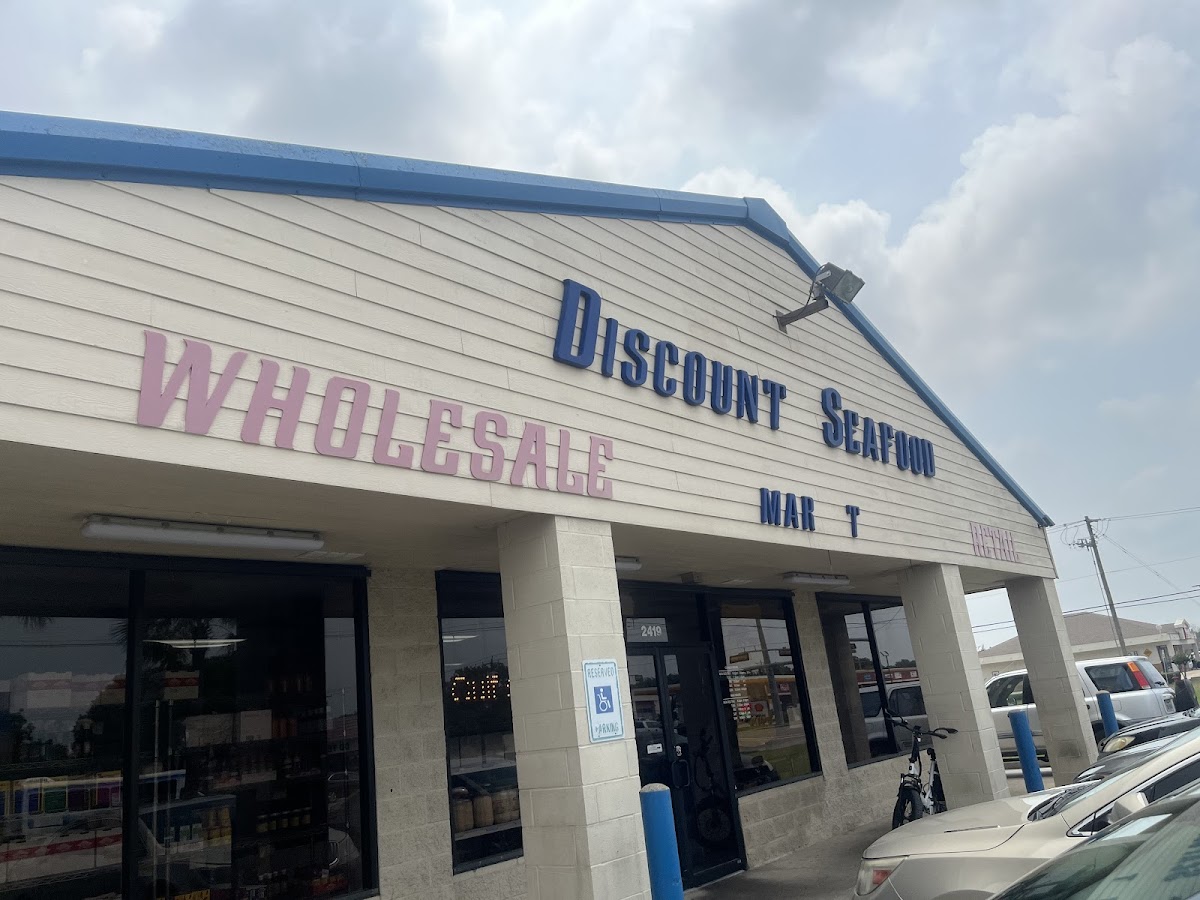 DISCOUNT SEAFOOD
MAR T
WHOLESALE
RETAIL
2419
RESERVED
PARKING